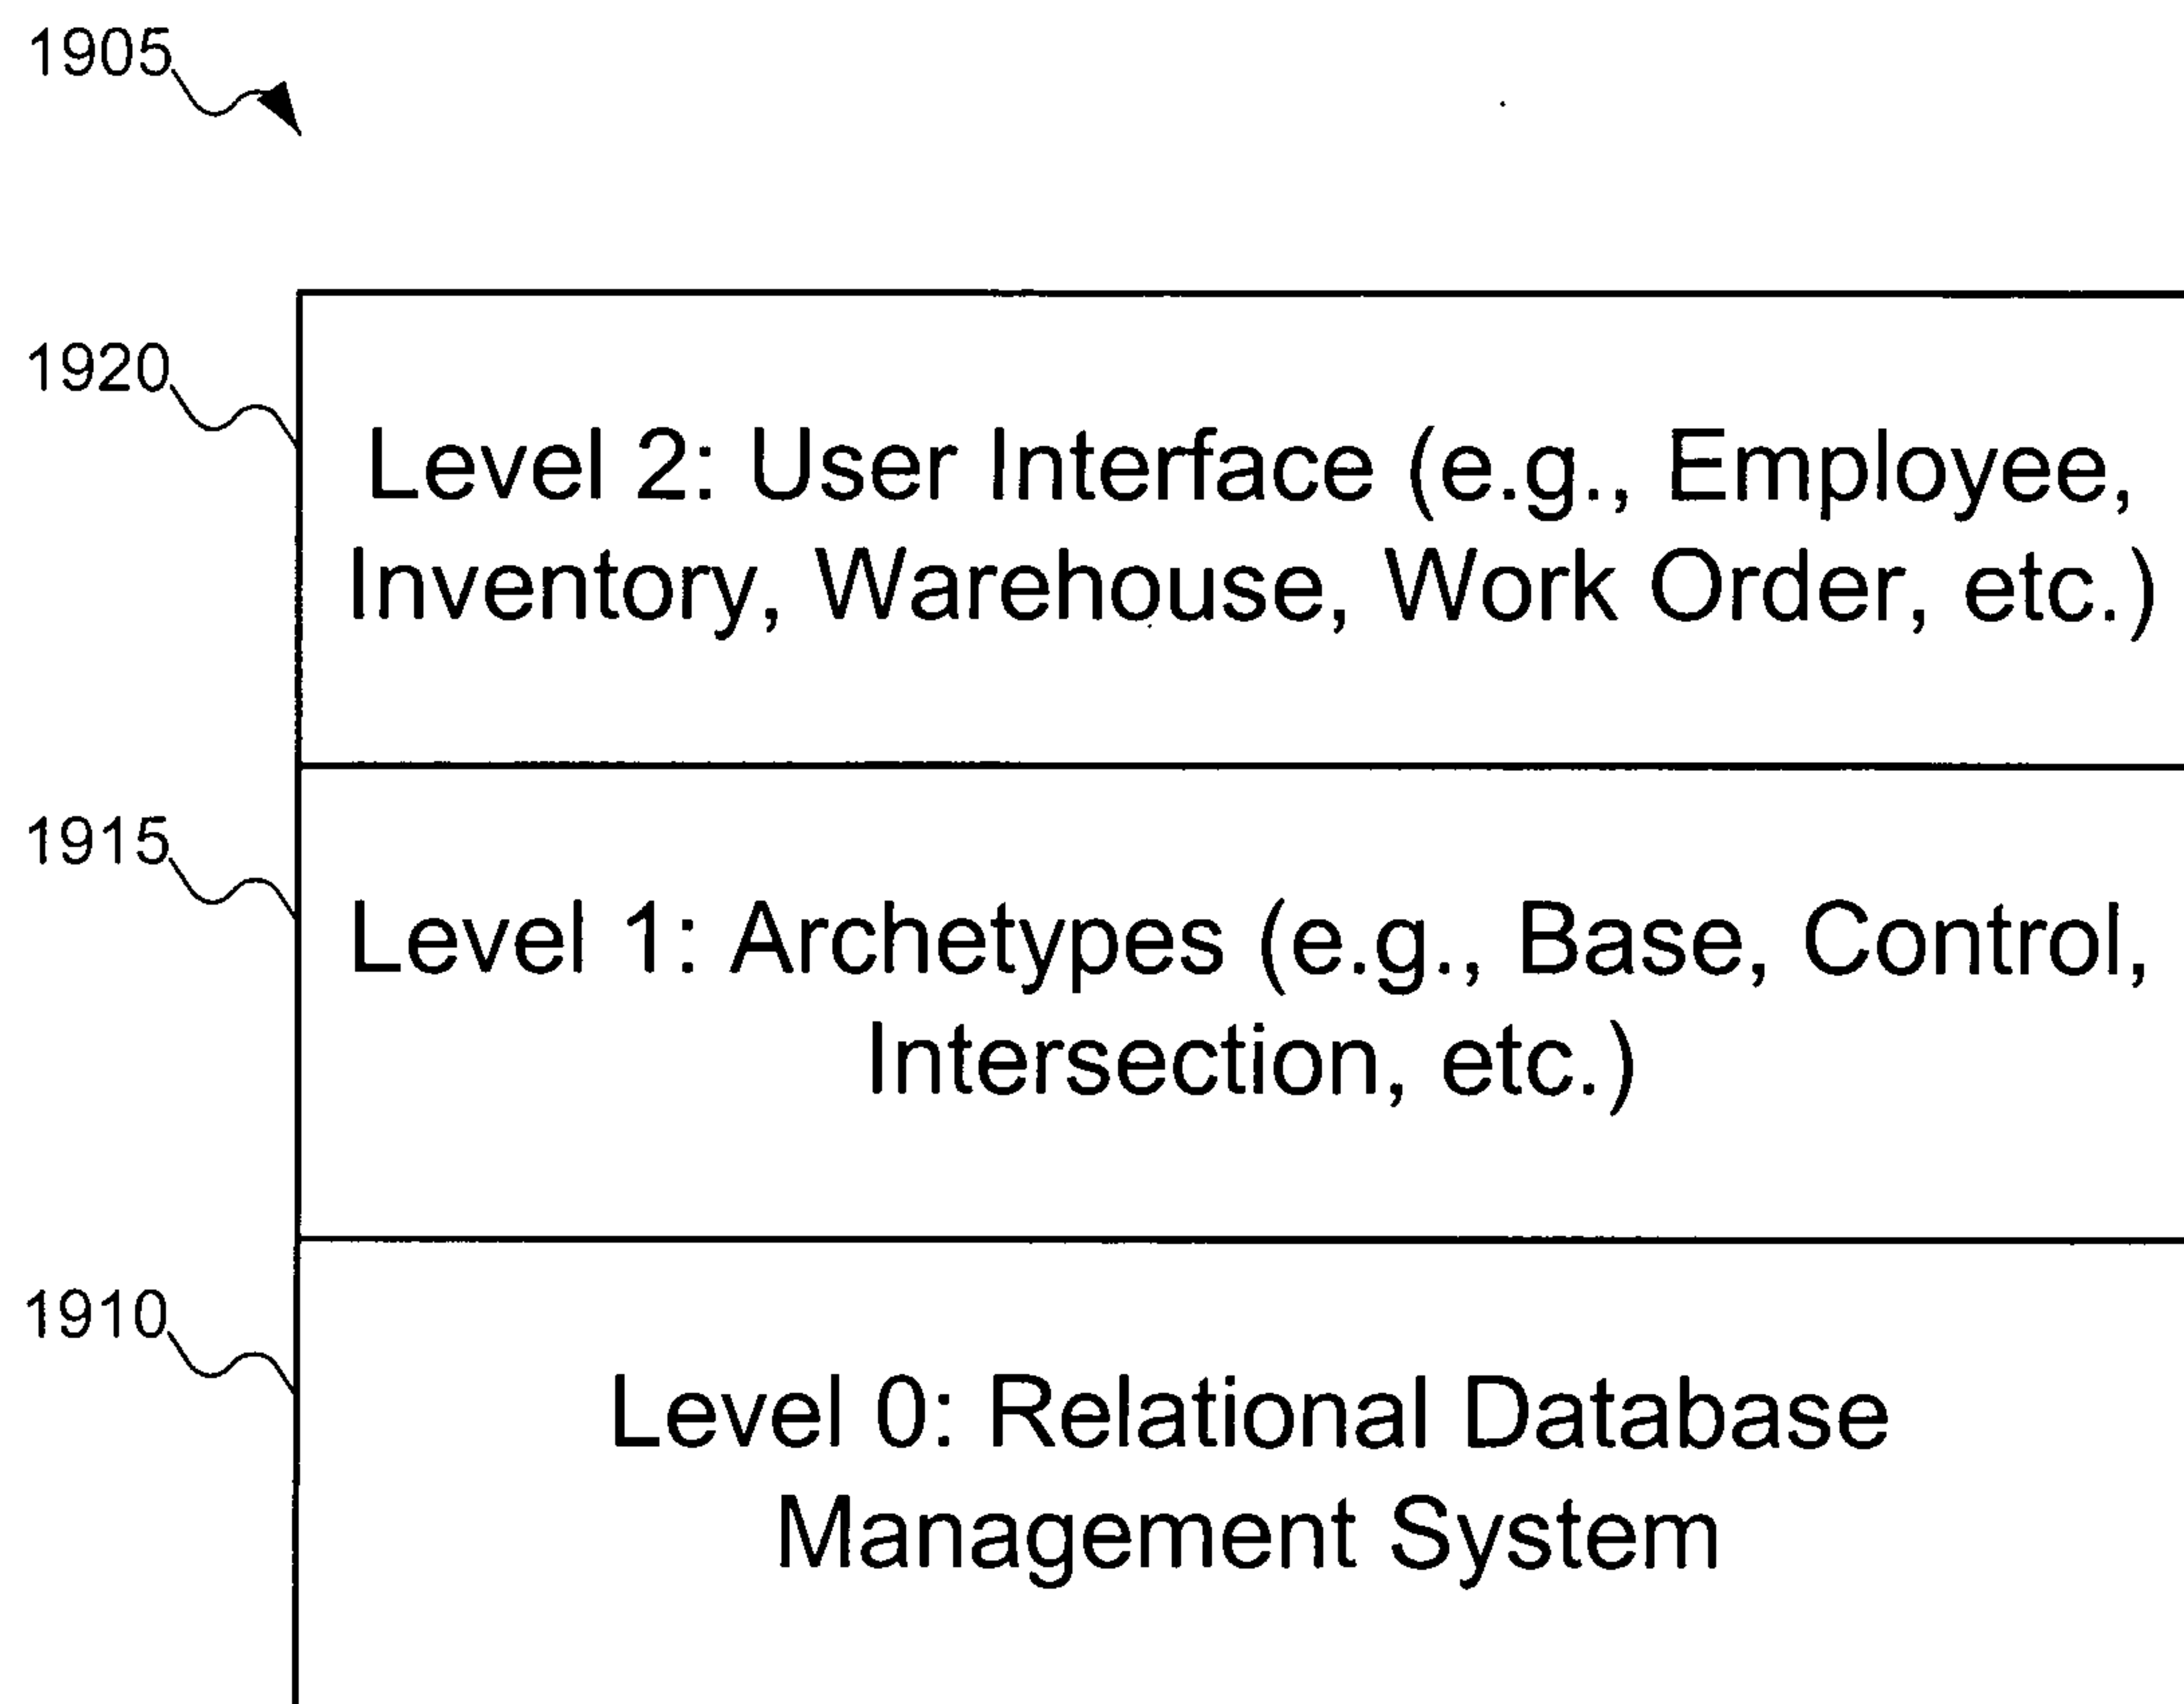 1905
1920
Level 2: User Interface (e.g., Employee,
Inventory, Warehouse, Work Order, etc.)
1915
Level 1: Archetypes (e.g., Base, Control,
Intersection, etc.)
1910
Level 0: Relational Database
Management System